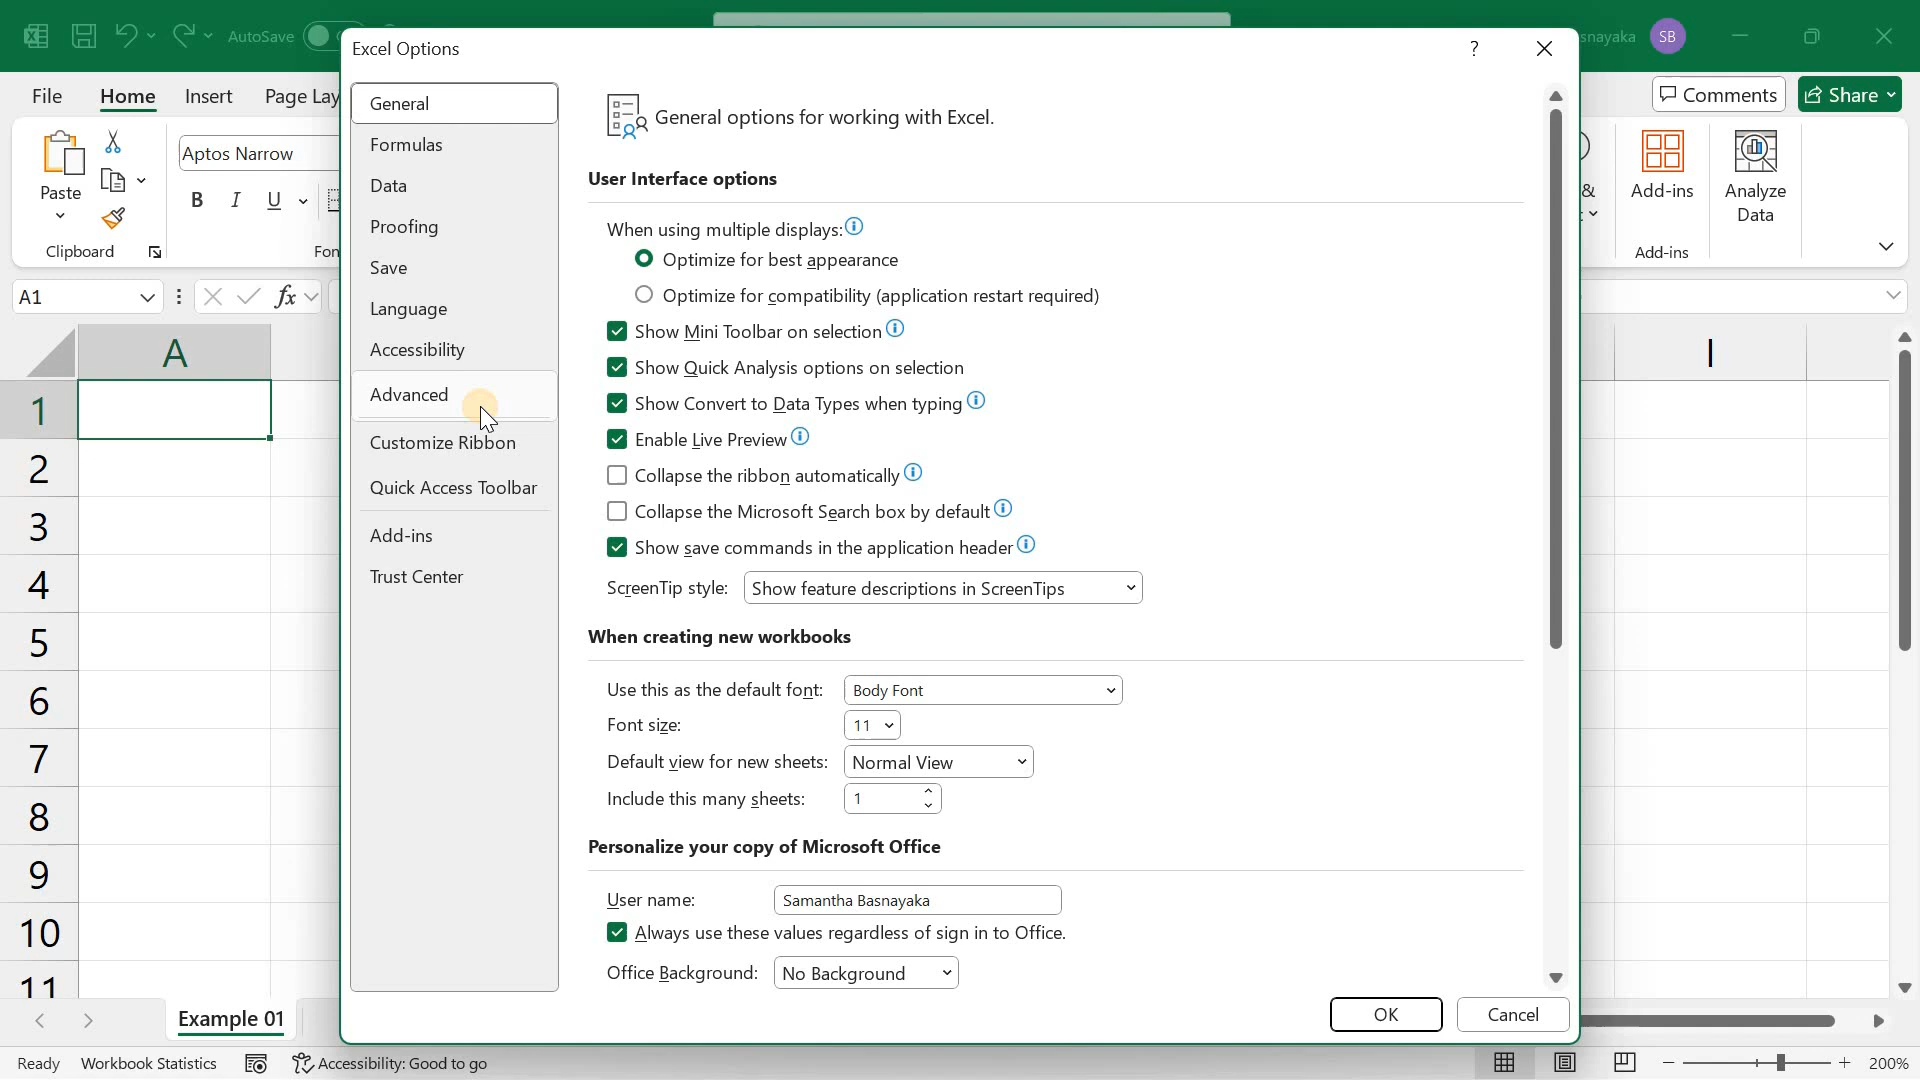 AutoSave
Excel Options
snayaka SB
File Home Insert Page Lay
Comments Share
Paste
Clipboard
Aptos Narrow
B I U
Fon
&
Add-ins
Add-ins
Analyze
Data
A1
fx
General
Formulas
Data
Proofing
Save
Language
Accessibility
Advanced
Customize Ribbon
Quick Access Toolbar
Add-ins
Trust Center
General options for working with Excel.
User Interface options
When using multiple displays:
Optimize for best appearance
Optimize for compatibility (application restart required)
Show Mini Toolbar on selection
Show Quick Analysis options on selection
Show Convert to Data Types when typing
Enable Live Preview
Collapse the ribbon automatically
Collapse the Microsoft Search box by default
Show save commands in the application header
ScreenTip style: Show feature descriptions in ScreenTips
When creating new workbooks
Use this as the default font: Body Font
Font size: 11
Default view for new sheets: Normal View
Include this many sheets: 1
Personalize your copy of Microsoft Office
User name: Samantha Basnayaka
Always use these values regardless of sign in to Office.
Office Background: No Background
OK Cancel
A I
1
2
3
4
5
6
7
8
9
10
11
Example 01
Ready Workbook Statistics Accessibility: Good to go 200%